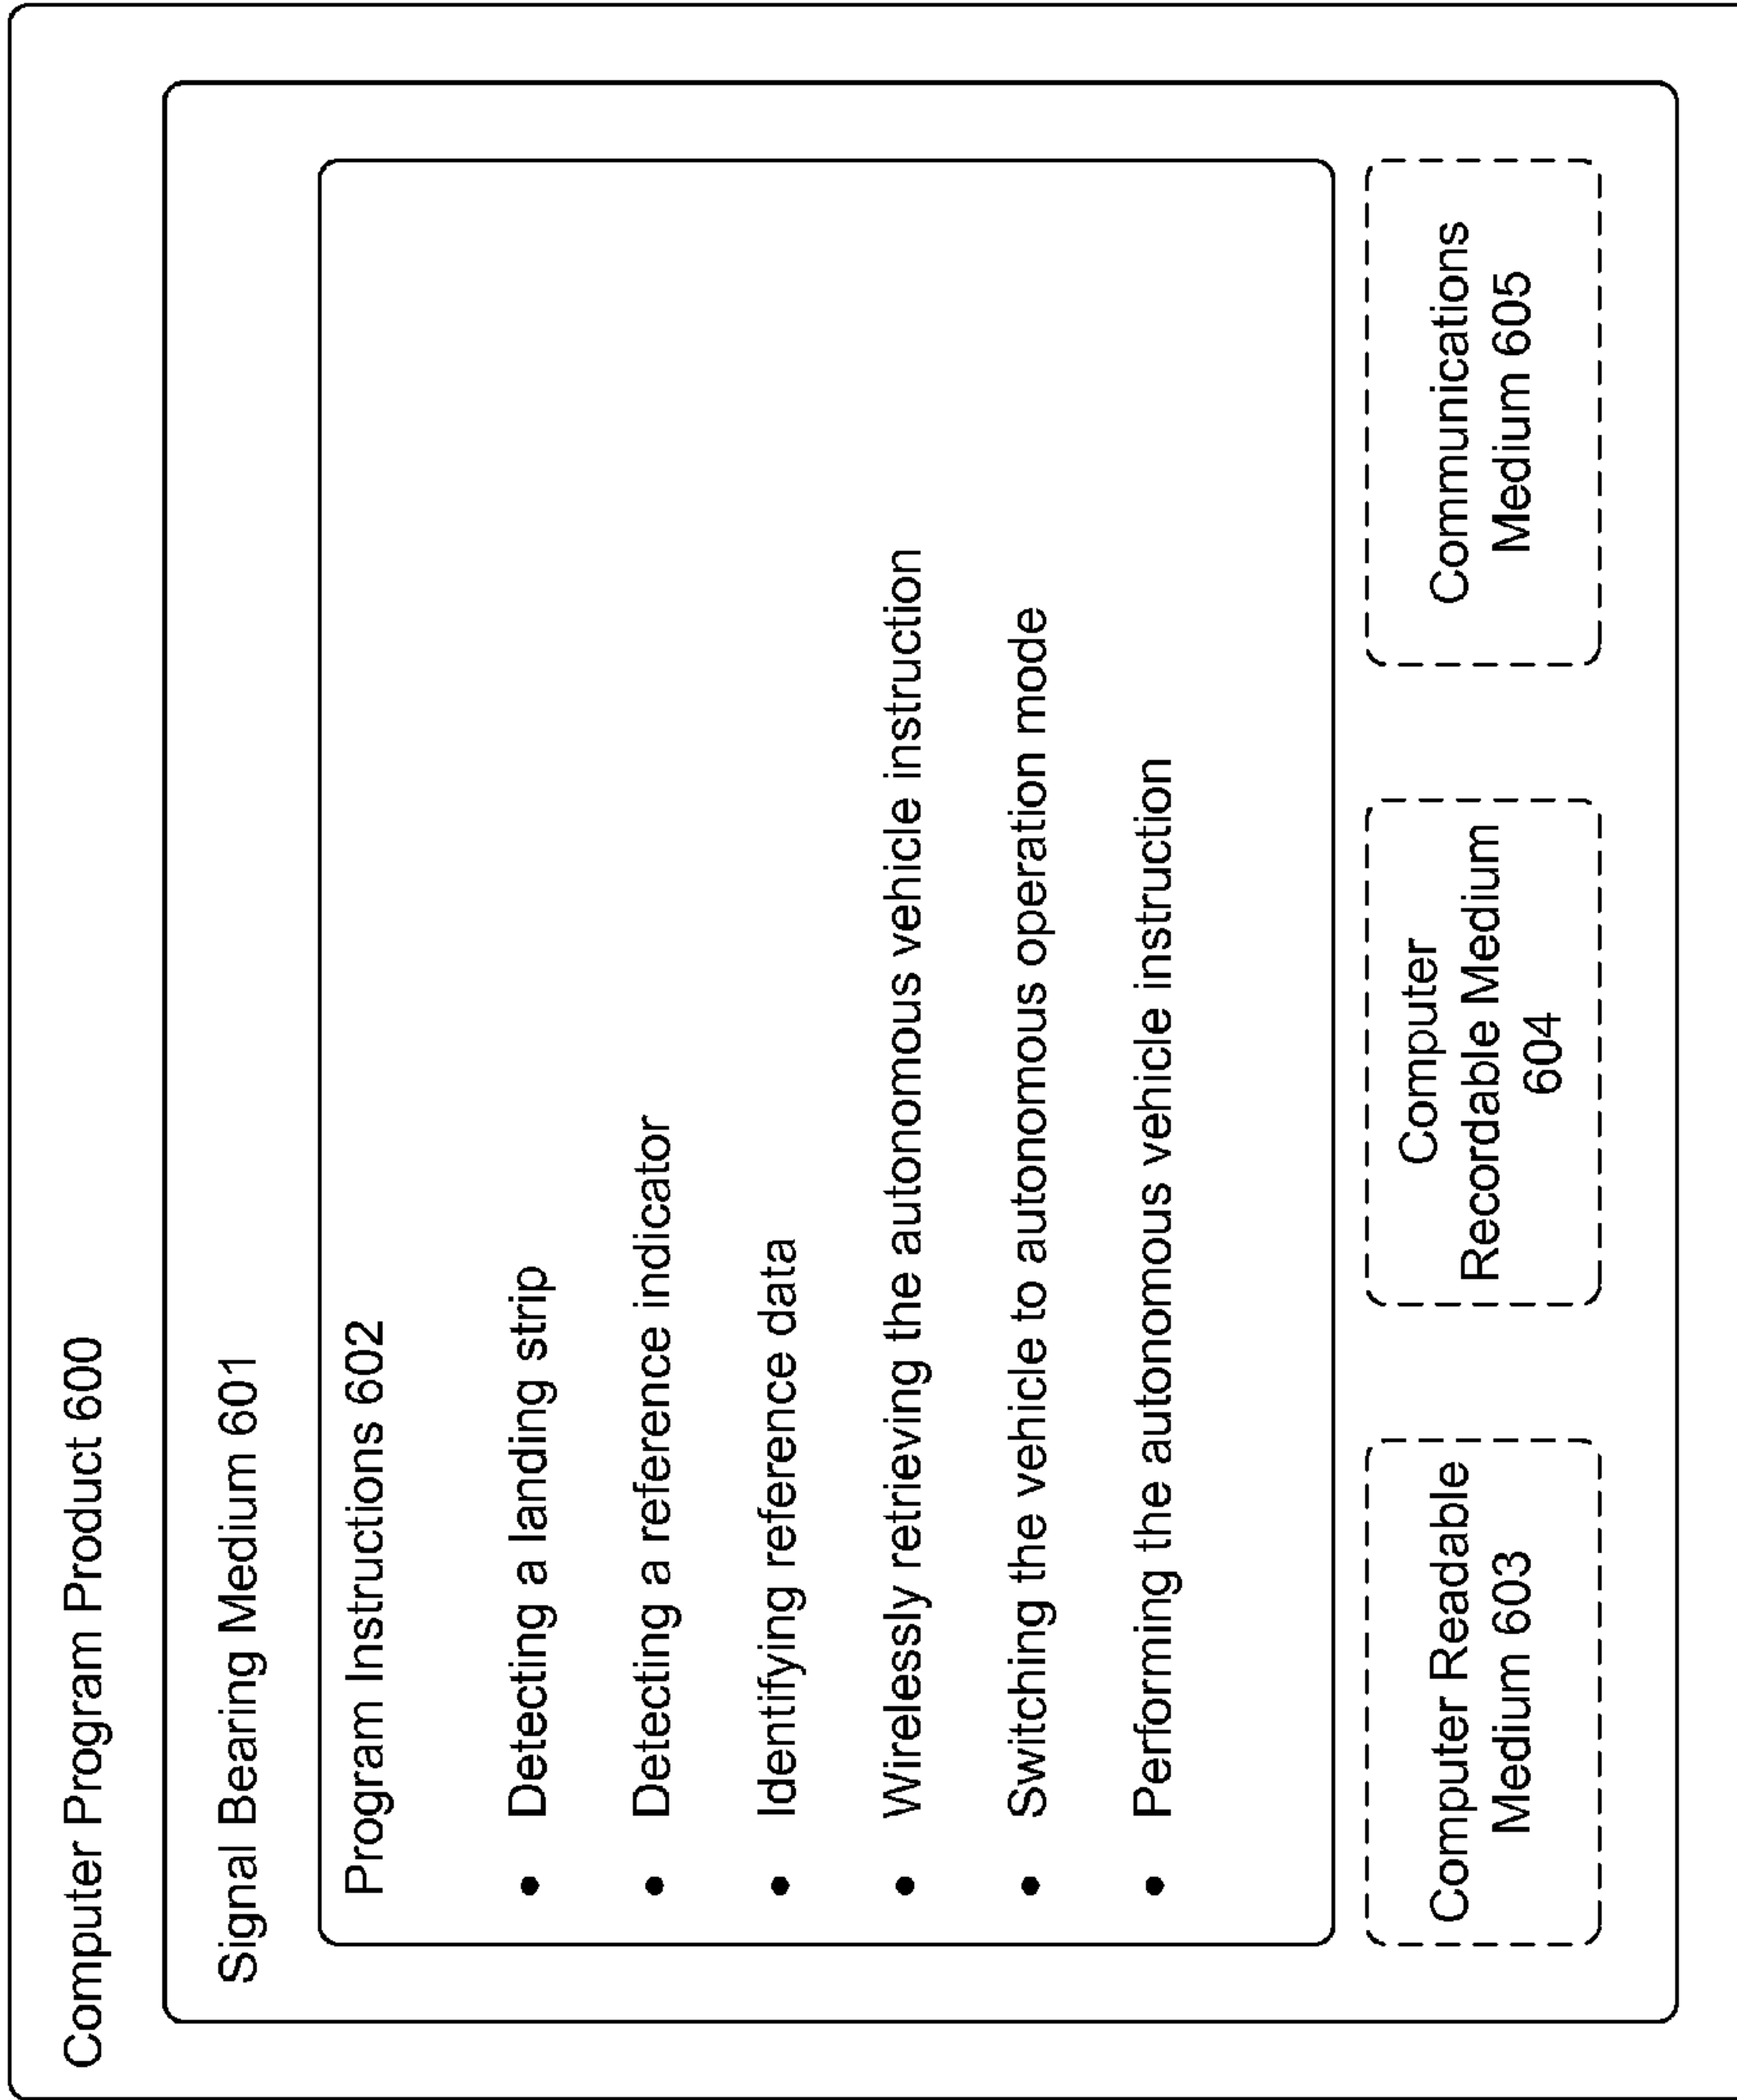 Computer Program Product 600
Signal Bearing Medium 601
Program Instructions 602
• Detecting a landing strip
• Detecting a reference indicator
• Identifying reference data
• Wirelessly retrieving the autonomous vehicle instruction
• Switching the vehicle to autonomous operation mode
• Performing the autonomous vehicle instruction
Computer Readable
Medium 603
Computer
Recordable Medium
604
Communications
Medium 605